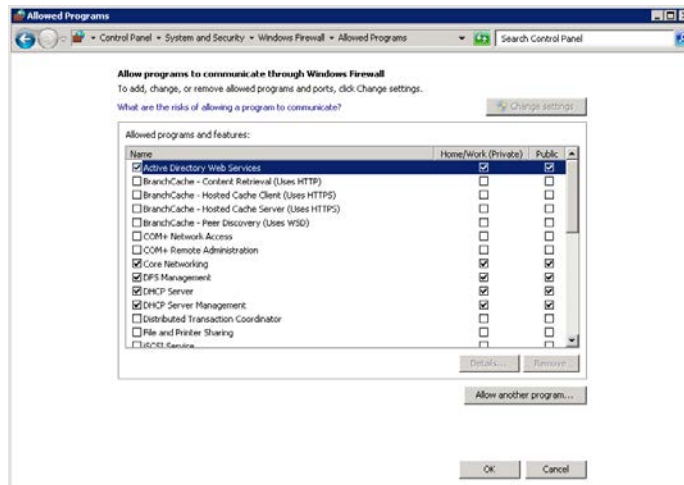 Allowed Programs
Control Panel ▸ System and Security ▸ Windows Firewall ▸ Allowed Programs
Search Control Panel
Allow programs to communicate through Windows Firewall
To add, change, or remove allowed programs and ports, click Change settings.
What are the risks of allowing a program to communicate?
Change settings
Allowed programs and features:
Name Home/Work (Private) Public
Active Directory Web Services
BranchCache - Content Retrieval (Uses HTTP)
BranchCache - Hosted Cache Client (Uses HTTPS)
BranchCache - Hosted Cache Server (Uses HTTPS)
BranchCache - Peer Discovery (Uses WSD)
COM+ Network Access
COM+ Remote Administration
Core Networking
DFS Management
DHCP Server
DHCP Server Management
Distributed Transaction Coordinator
File and Printer Sharing
iSCSI Service
Details... Remove
Allow another program...
OK Cancel